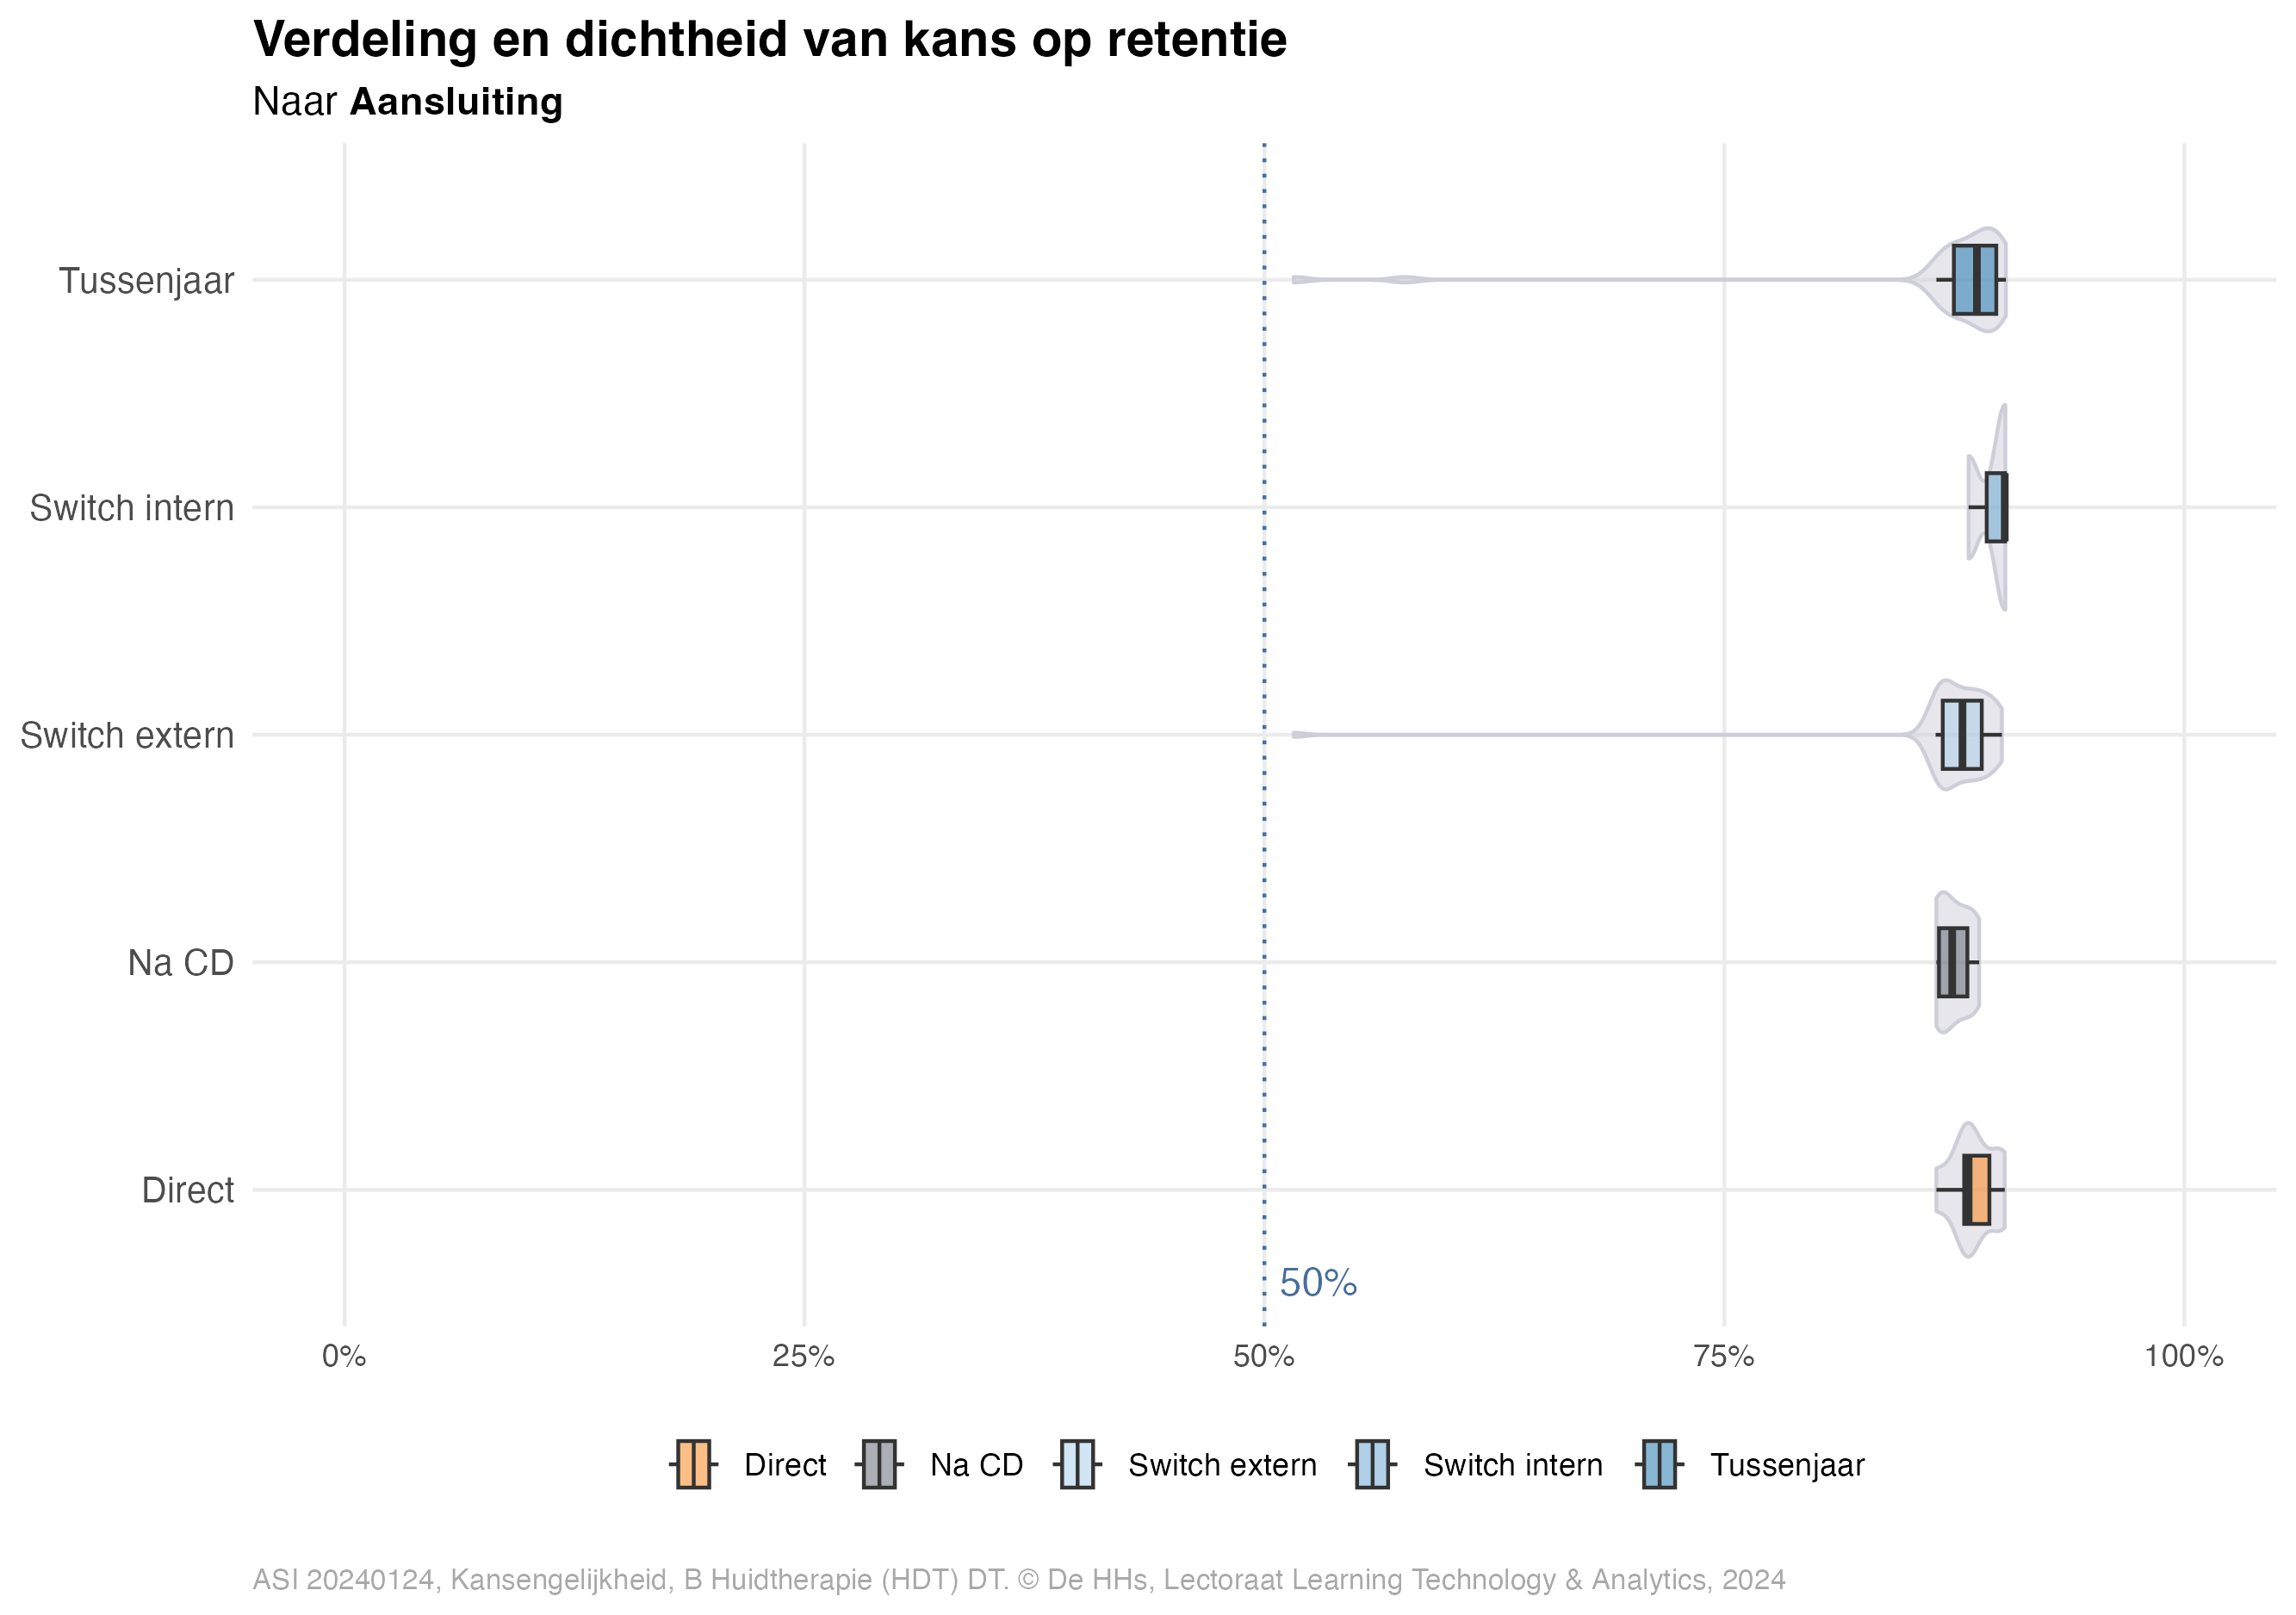 Verdeling en dichtheid van kans op retentie
Naar Aansluiting
Tussenjaar
Switch intern
Switch extern
Na CD
Direct
50%
0% 25% 50% 75% 100%
Direct Na CD Switch extern Switch intern Tussenjaar
ASI 20240124, Kansengelijkheid, B Huidtherapie (HDT) DT. © De HHs, Lectoraat Learning Technology & Analytics, 2024